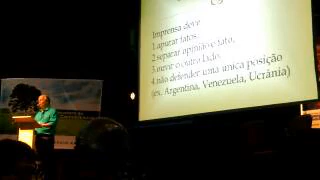 Imprensa deve
1.apurar fatos,
2.separar opinião e fato,
3.ouvir o outro lado,
4.não defender uma única posição
(ex. Argentina, Venezuela, Ucrânia)